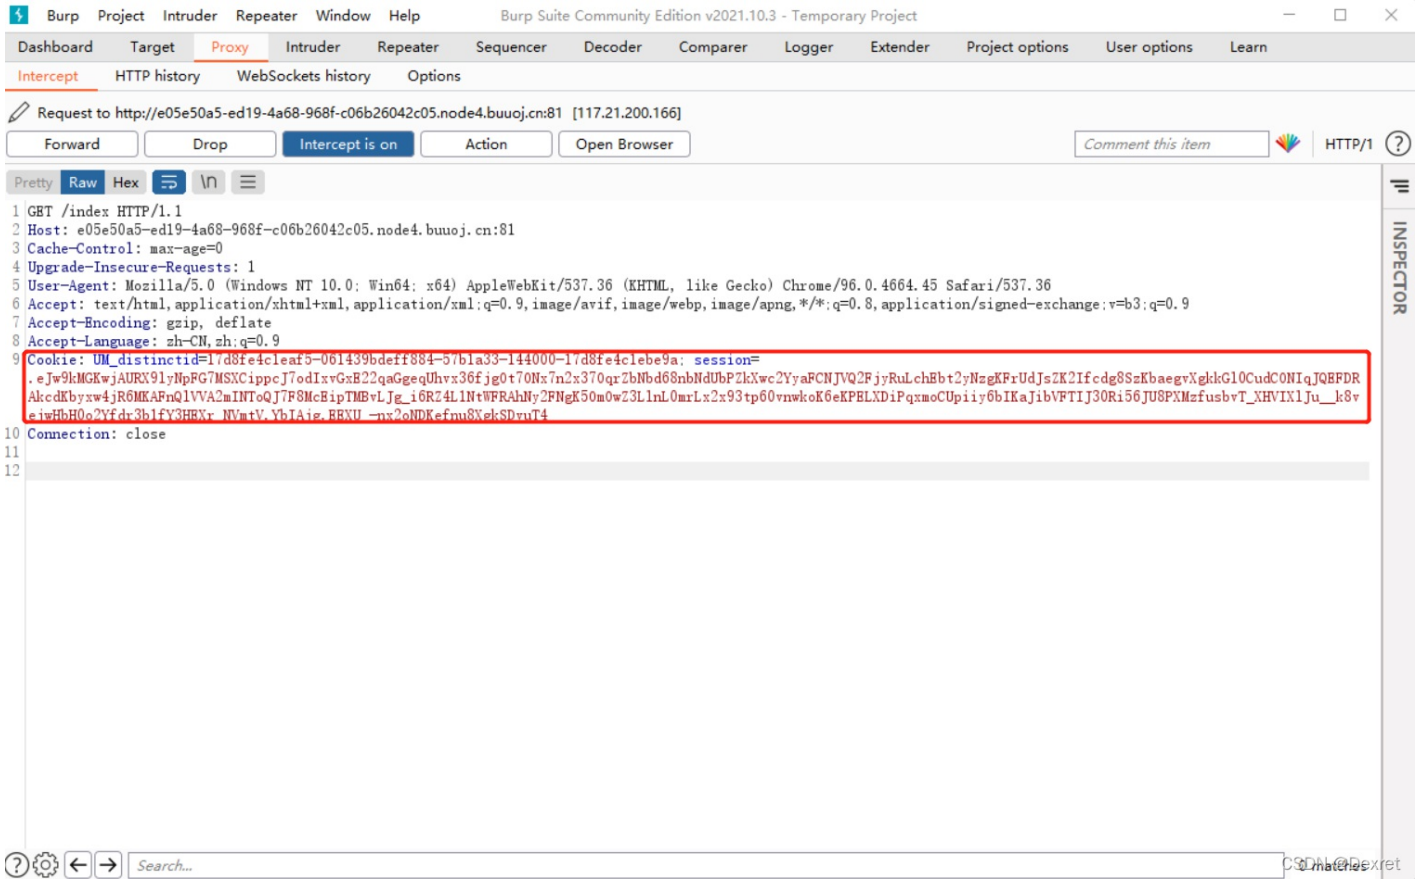 Burp Project Intruder Repeater Window Help Burp Suite Community Edition v2021.10.3 - Temporary Project
Dashboard Target Proxy Intruder Repeater Sequencer Decoder Comparer Logger Extender Project options User options Learn
Intercept HTTP history WebSockets history Options
Request to http://e05e50a5-ed19-4a68-968f-c06b26042c05.node4.buuoj.cn:81 [117.21.200.166]
Forward Drop Intercept is on Action Open Browser Comment this item HTTP/1 ?
Pretty Raw Hex \n
INSPECTOR
1 GET /index HTTP/1.1
2 Host: e05e50a5-ed19-4a68-968f-c06b26042c05.node4.buuoj.cn:81
3 Cache-Control: max-age=0
4 Upgrade-Insecure-Requests: 1
5 User-Agent: Mozilla/5.0 (Windows NT 10.0; Win64; x64) AppleWebKit/537.36 (KHTML, like Gecko) Chrome/96.0.4664.45 Safari/537.36
6 Accept: text/html,application/xhtml+xml,application/xml;q=0.9,image/avif,image/webp,image/apng,*/*;q=0.8,application/signed-exchange;v=b3;q=0.9
7 Accept-Encoding: gzip, deflate
8 Accept-Language: zh-CN,zh;q=0.9
9 Cookie: UM_distinctid=17d8fe4c1eaf5-061439bdeff884-57b1a33-144000-17d8fe4c1ebe9a; session=
10 Connection: close
11
12
? Search... 0 matches
CSDN @Dexret